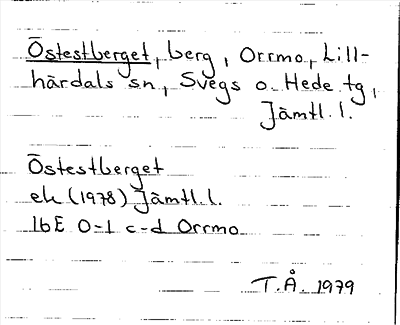 Östestberget, berg, Orrmo, Lill-
härdals sn, Svegs o. Hede tg,
Jämtl. l.
Östestberget
ek (1978) Jämtl. l.
16E 0-1 c-d Orrmo
T.Å. 1979